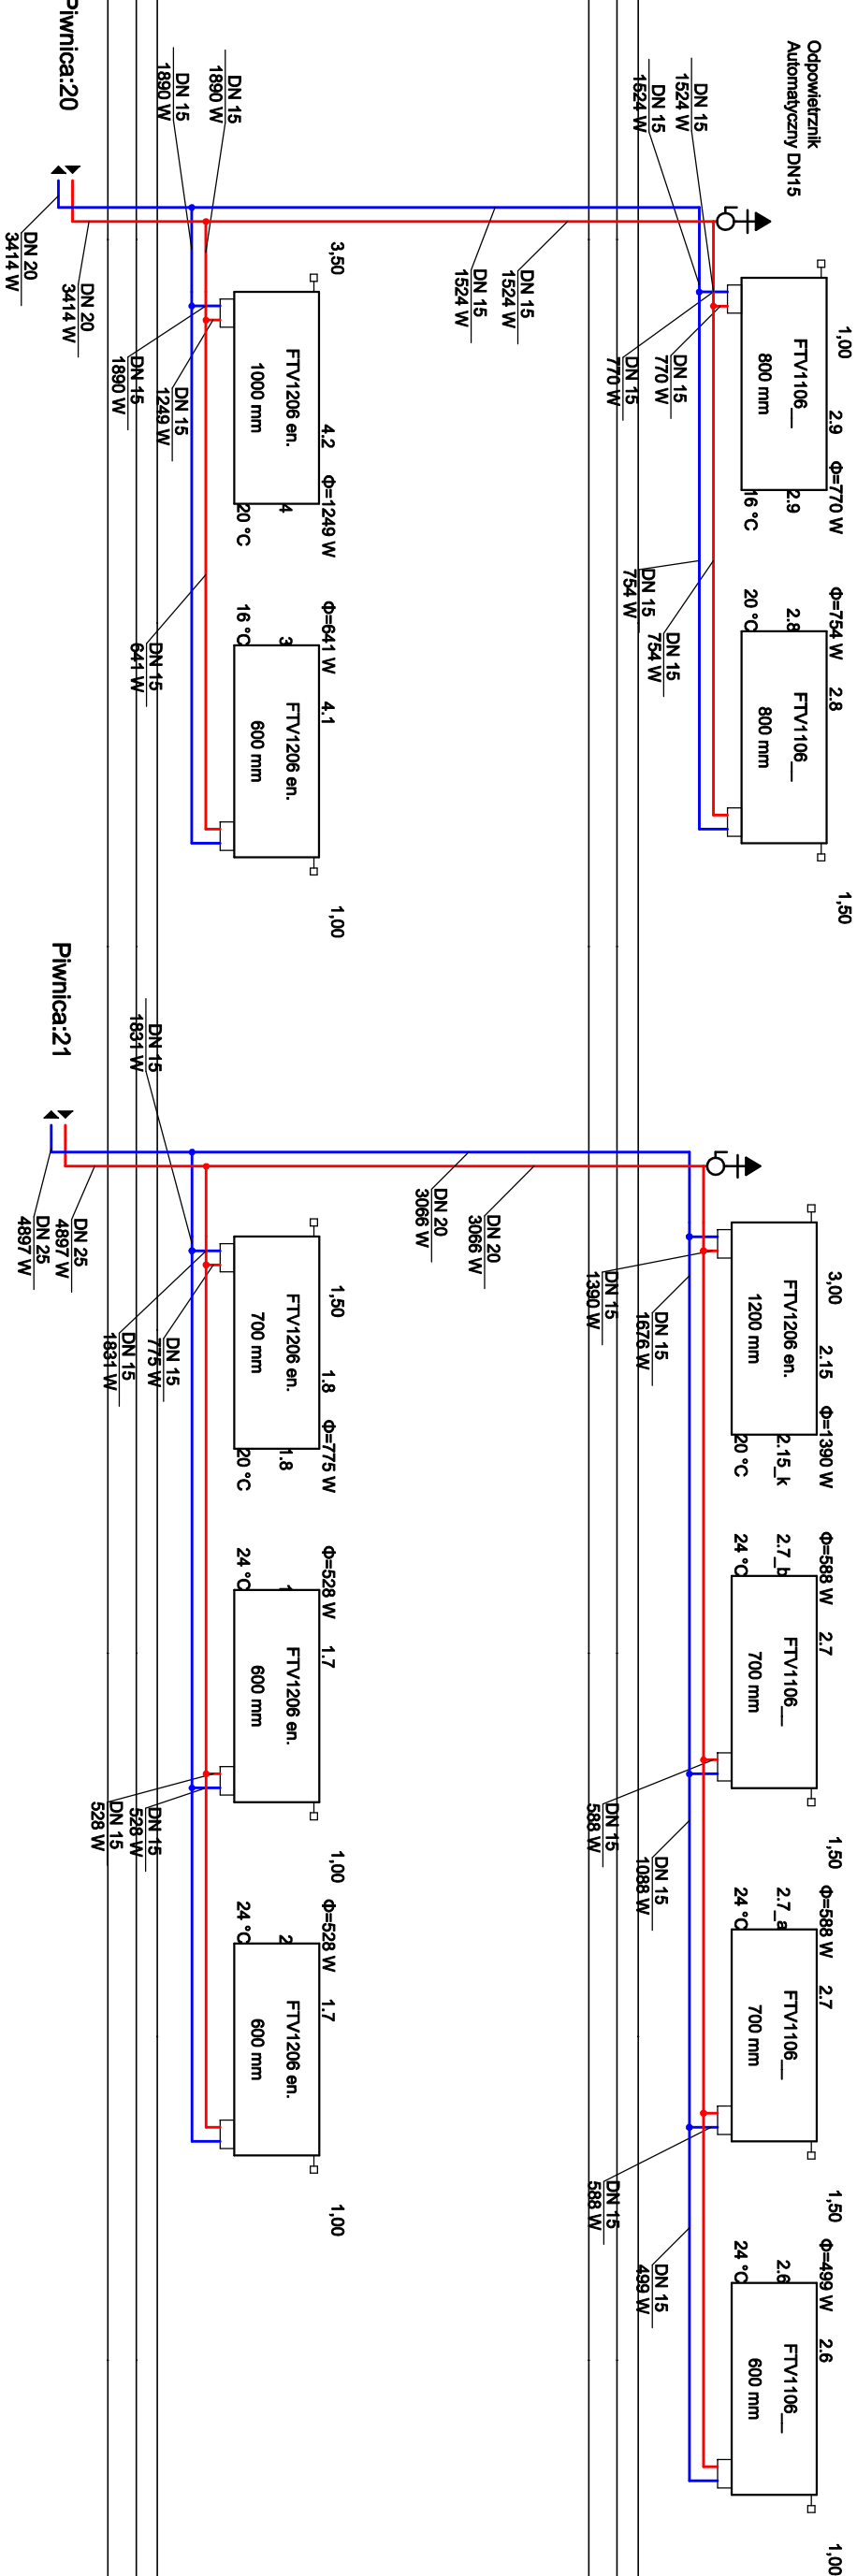 Odpowietrznik
Automatyczny DN15
DN 15
1524 W
DN 15
1524 W
1,00
2.9
Φ=770 W
FTV1106__
2.9
800 mm
16 °C
DN 15
770 W
DN 15
770 W
Φ=754 W
2.8
2.8
FTV1106__
20 °C
800 mm
1,50
DN 15
754 W
DN 15
754 W
DN 15
1524 W
DN 15
1524 W
3,50
4.2
Φ=1249 W
FTV1206 en.
4
1000 mm
20 °C
DN 15
1249 W
DN 15
1890 W
DN 15
1890 W
DN 15
1890 W
Φ=641 W
4.1
3
FTV1206 en.
16 °C
600 mm
1,00
DN 15
641 W
DN 20
3414 W
DN 20
3414 W
Piwnica:20
3,00
2.15
Φ=1390 W
FTV1206 en.
2.15_k
1200 mm
20 °C
DN 15
1676 W
DN 15
1390 W
Φ=588 W
2.7
2.7_b
FTV1106__
24 °C
700 mm
1,50
DN 15
588 W
DN 15
1088 W
Φ=588 W
2.7
2.7_a
FTV1106__
24 °C
700 mm
1,50
DN 15
588 W
DN 15
499 W
Φ=499 W
2.6
2.6
FTV1106__
24 °C
600 mm
1,00
DN 20
3066 W
DN 20
3066 W
1,50
1.8
Φ=775 W
FTV1206 en.
1.8
700 mm
20 °C
DN 15
775 W
DN 15
1831 W
DN 15
1831 W
Φ=528 W
1.7
FTV1206 en.
24 °C
600 mm
1,00
DN 15
528 W
DN 15
528 W
Φ=528 W
1.7
2
FTV1206 en.
24 °C
600 mm
1,00
DN 25
4897 W
DN 25
4897 W
Piwnica:21